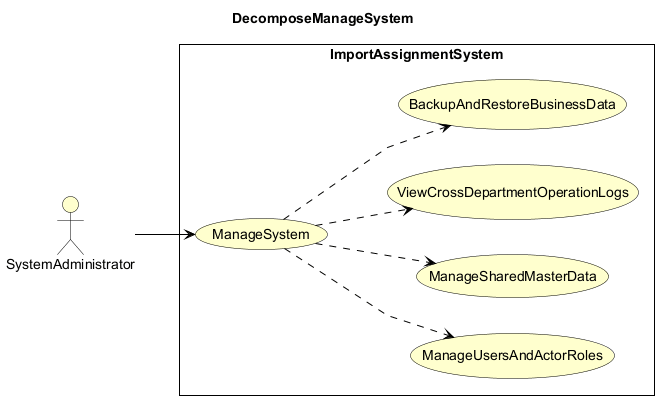 DecomposeManageSystem
ImportAssignmentSystem
BackupAndRestoreBusinessData
ViewCrossDepartmentOperationLogs
ManageSystem
SystemAdministrator
ManageSharedMasterData
ManageUsersAndActorRoles